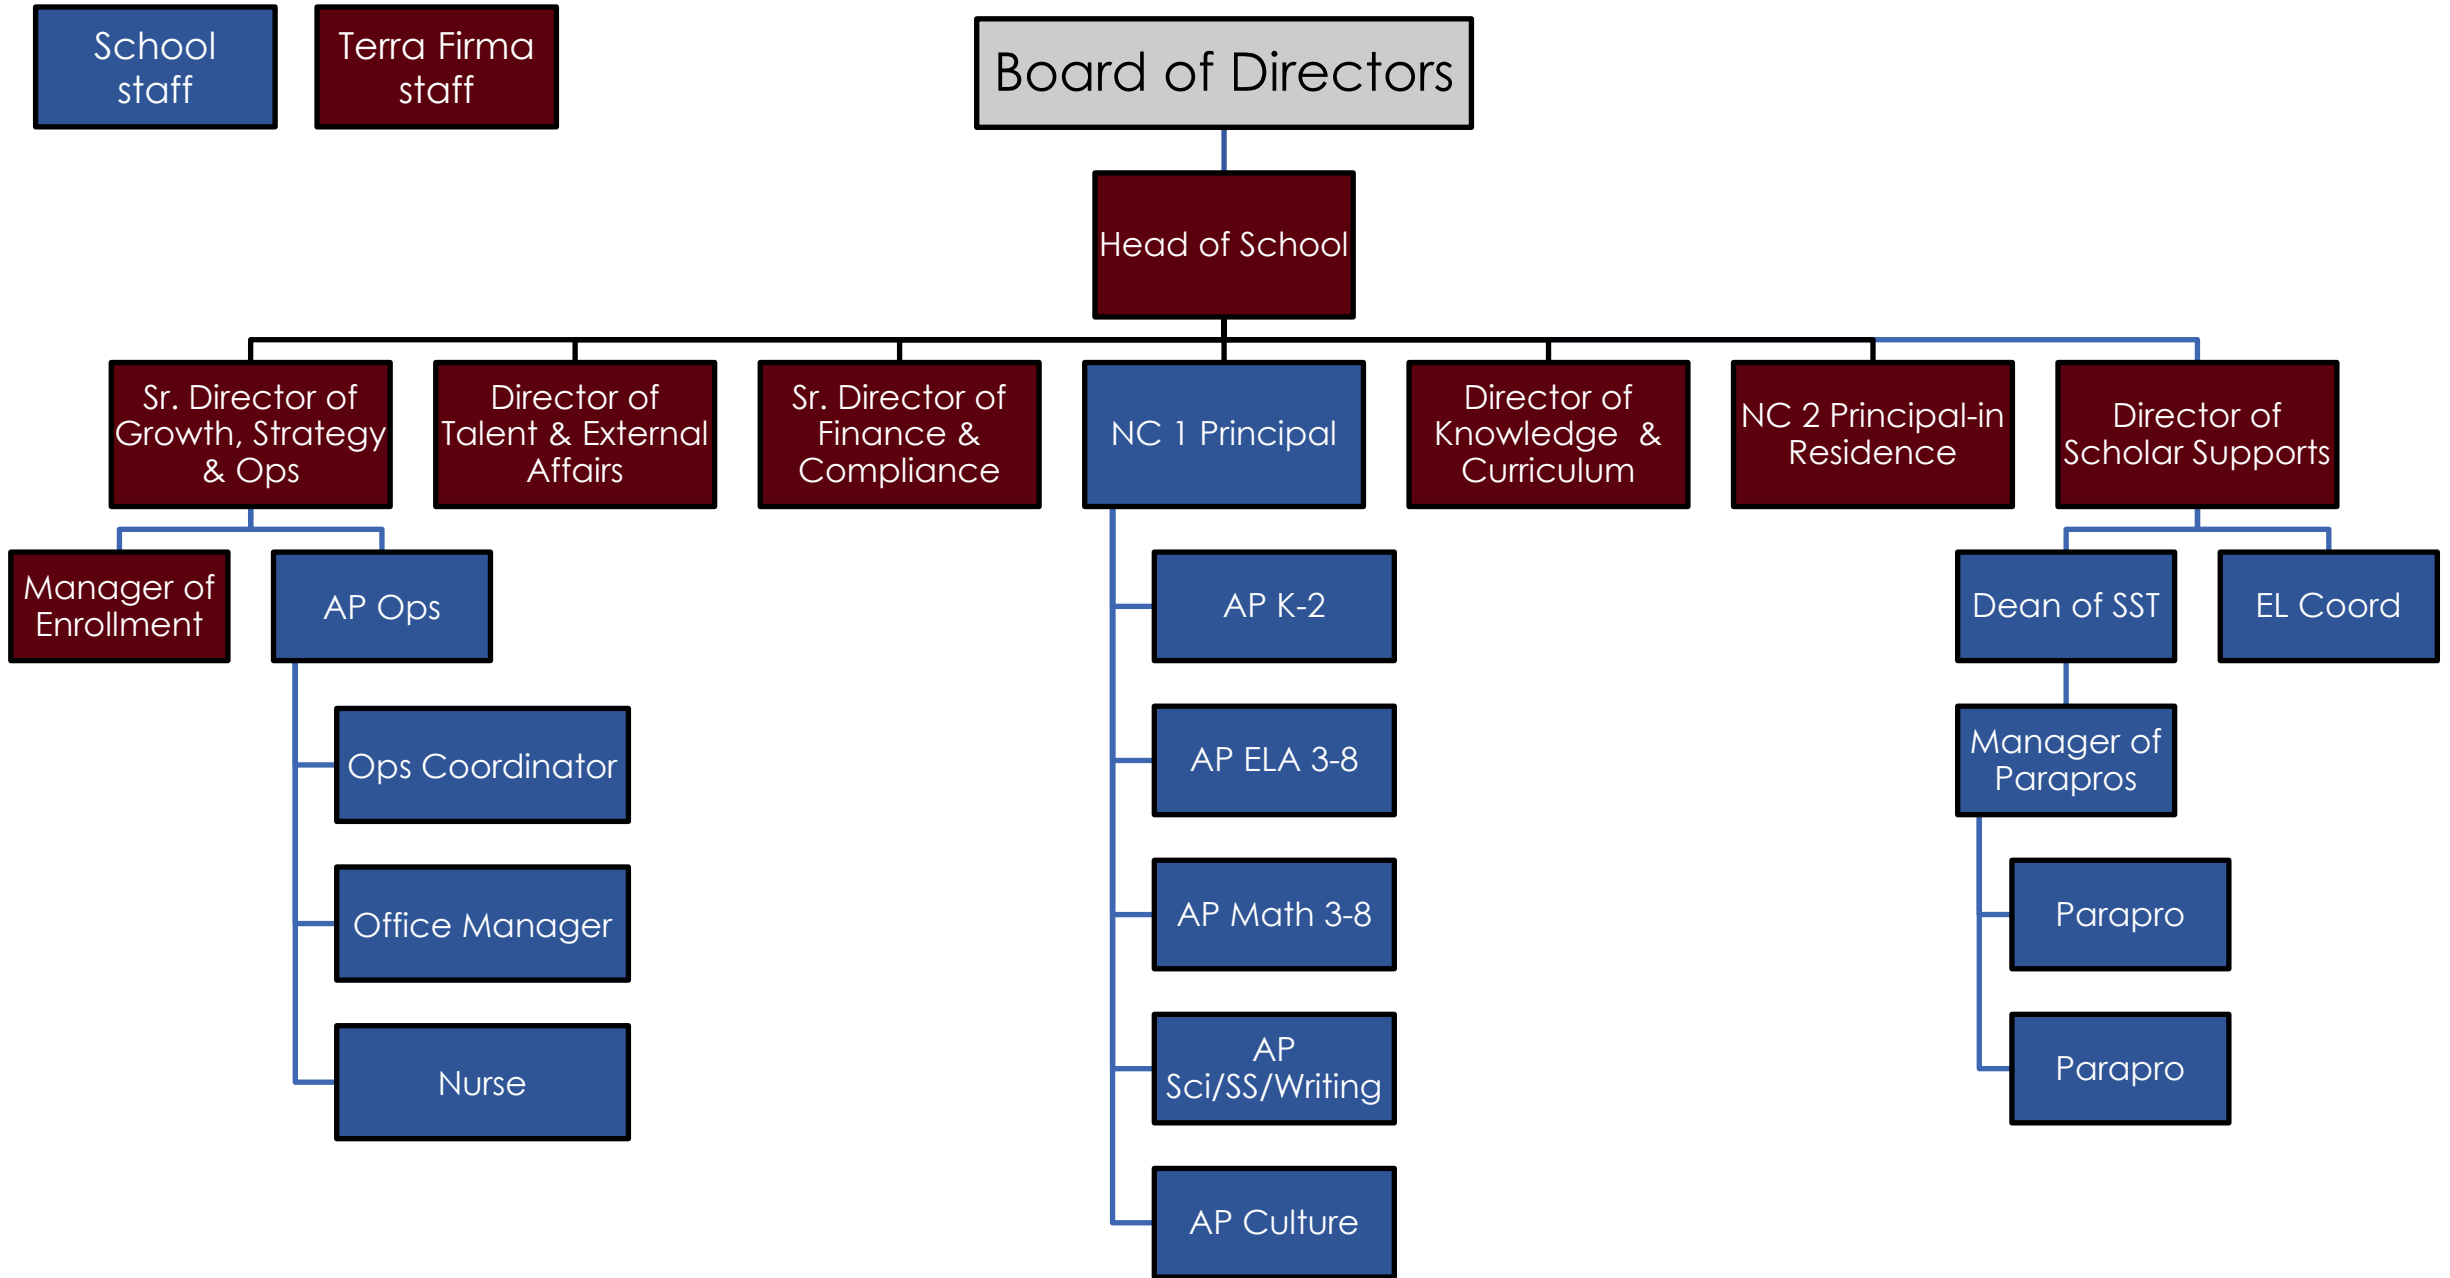 School
staff
Terra Firma
staff
Board of Directors
Head of School
Sr. Director of
Growth, Strategy
& Ops
Director of
Talent & External
Affairs
Sr. Director of
Finance &
Compliance
NC 1 Principal
Director of
Knowledge  &
Curriculum
NC 2 Principal-in
Residence
Director of
Scholar Supports
Manager of
Enrollment
AP Ops
Ops Coordinator
Office Manager
Nurse
AP K-2
AP ELA 3-8
AP Math 3-8
AP
Sci/SS/Writing
AP Culture
Dean of SST
EL Coord
Manager of
Parapros
Parapro
Parapro